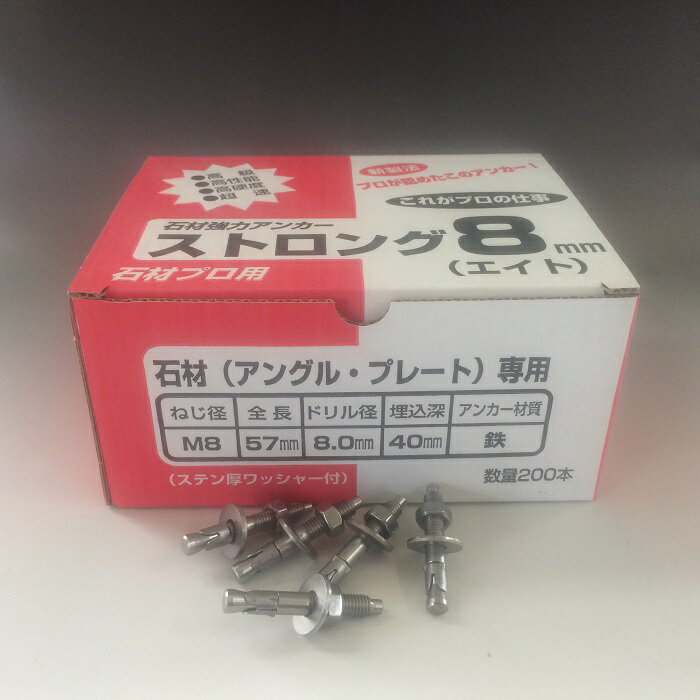 ●高級
●高性能
●高硬度
●超速
新製法
プロが認めたこのアンカー!
これがプロの仕事
石材強力アンカー
ストロング8mm
(エイト)
石材プロ用
石材(アングル・プレート)専用
ねじ径 全長 ドリル径 埋込深 アンカー材質
M8 57mm 8.0mm 40mm 鉄
(ステン厚ワッシャー付)
数量200本